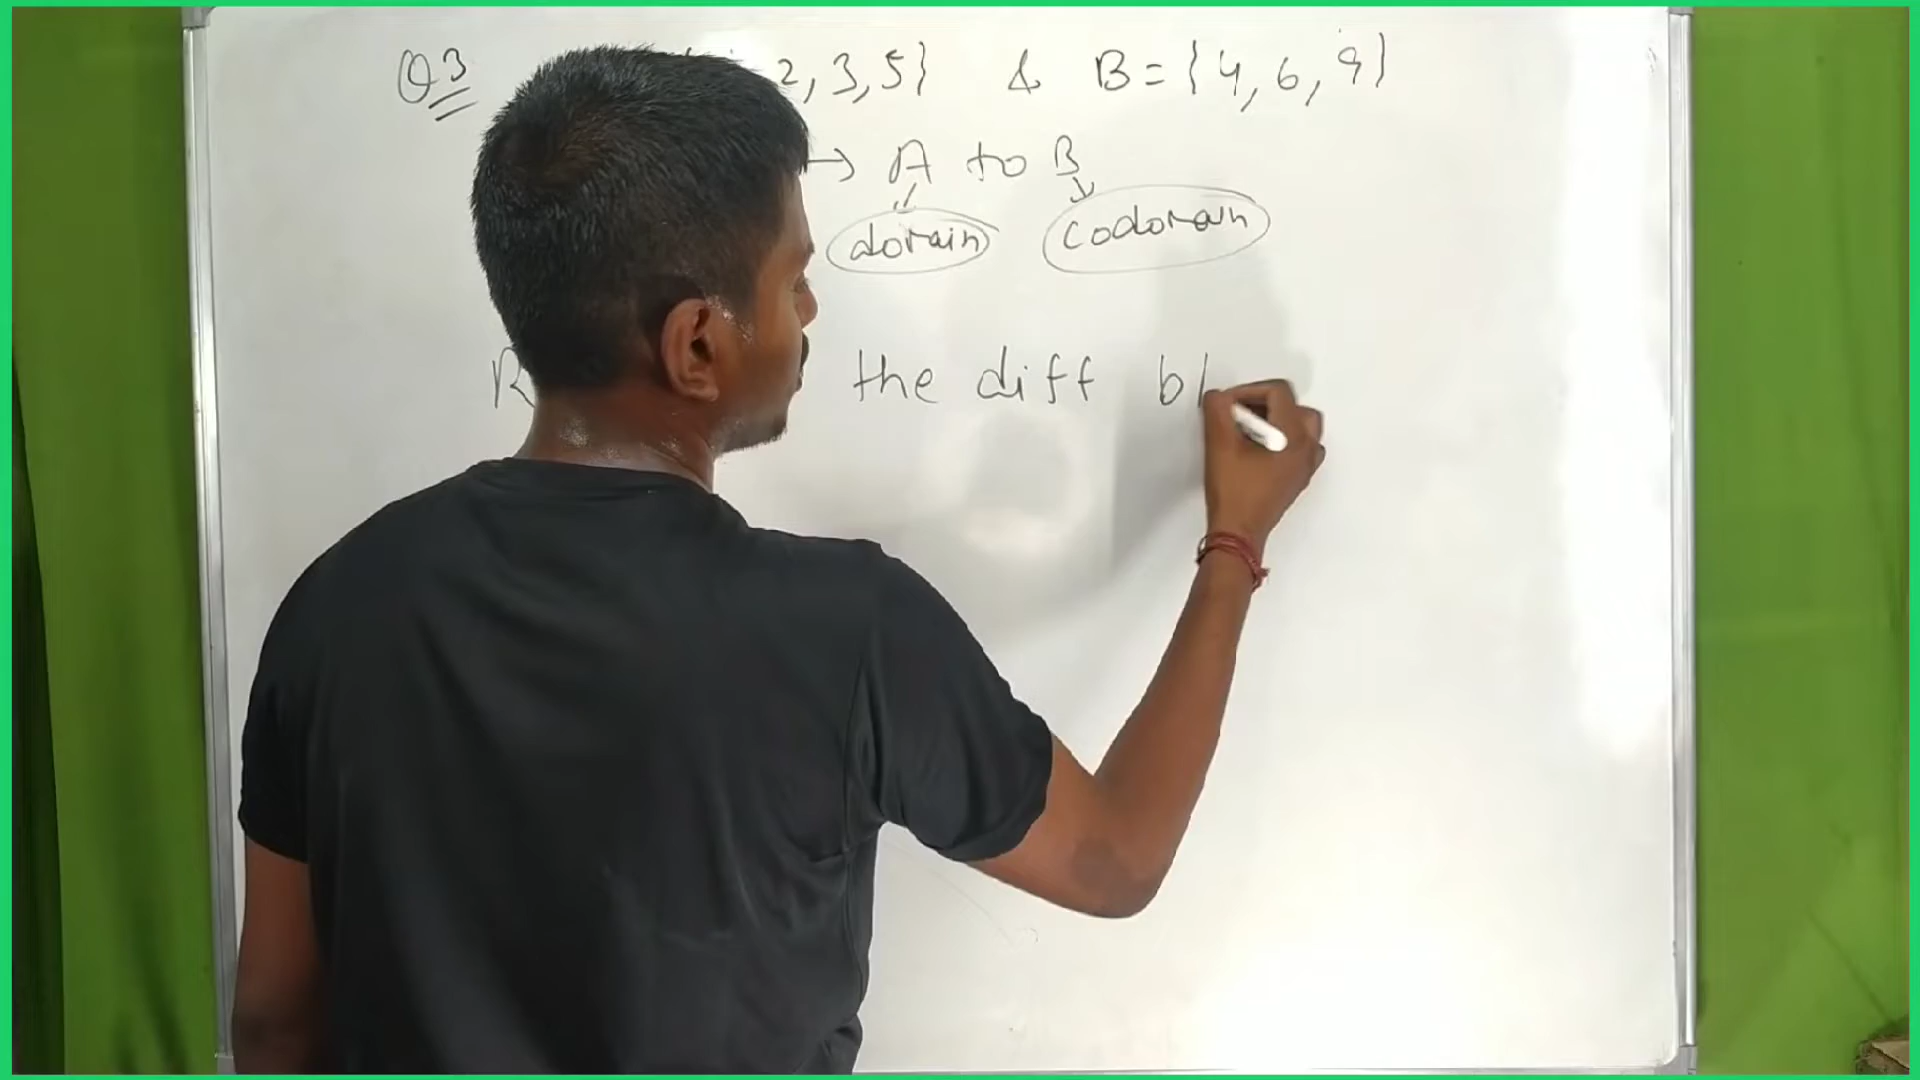 Q3 2, 3, 5} & B = {4, 6, 9}
→ A to B
domain codomain
R the diff b/